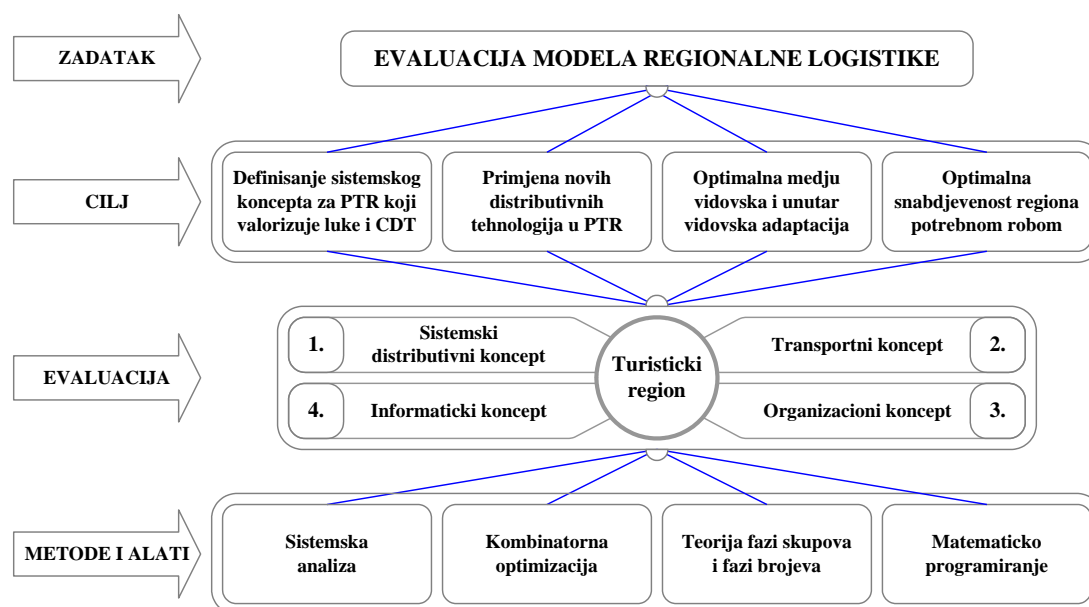 ZADATAK
EVALUACIJA MODELA REGIONALNE LOGISTIKE
CILJ
Definisanje sistemskog
koncepta za PTR koji
valorizuje luke i CDT
Primjena novih
distributivnih
tehnologija u PTR
Optimalna medju
vidovska i unutar
vidovska adaptacija
Optimalna
snabdjevenost regiona
potrebnom robom
EVALUACIJA
1.
Sistemski
distributivni koncept
Turisticki
region
Transportni koncept
2.
4.
Informaticki koncept
Organizacioni koncept
3.
METODE I ALATI
Sistemska
analiza
Kombinatorna
optimizacija
Teorija fazi skupova
i fazi brojeva
Matematicko
programiranje